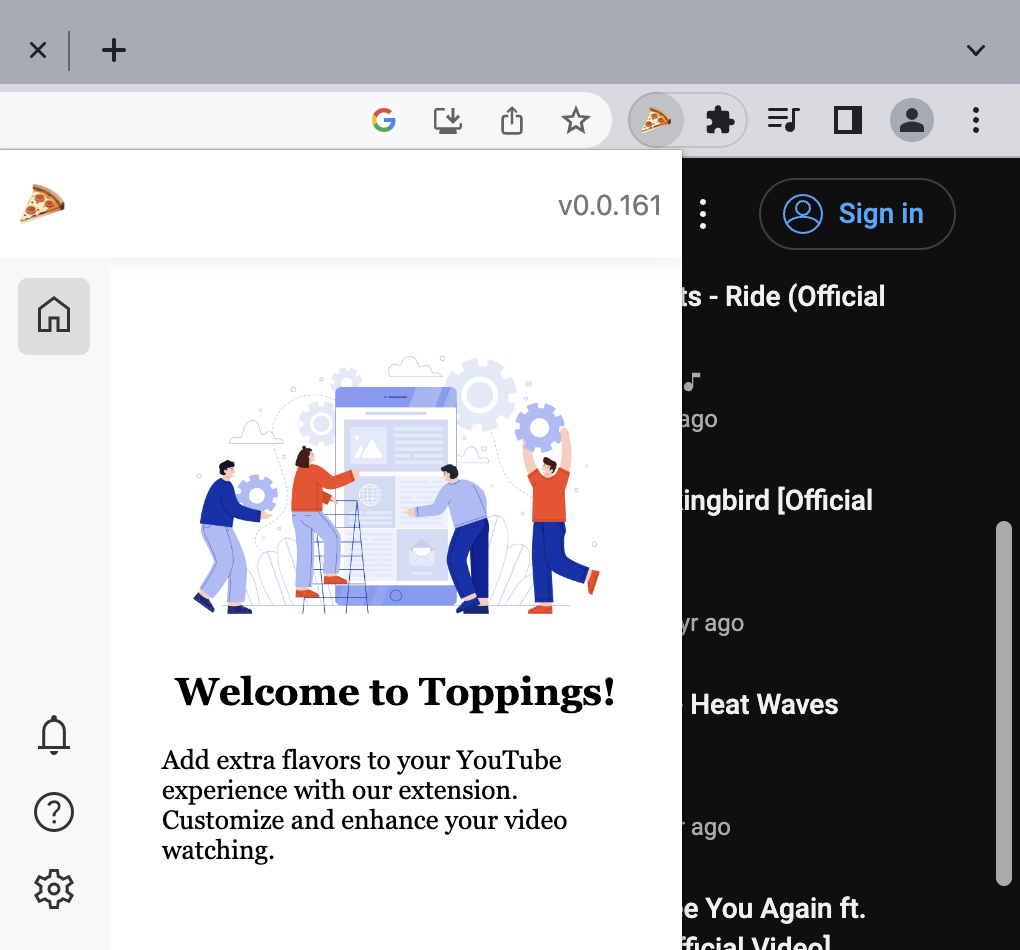 v0.0.161
Sign in
ts - Ride (Official
ago
ingbird [Official
yr ago
Heat Waves
ago
Welcome to Toppings!
Add extra flavors to your YouTube
experience with our extension.
Customize and enhance your video
watching.
ee You Again ft.
fficial Video]